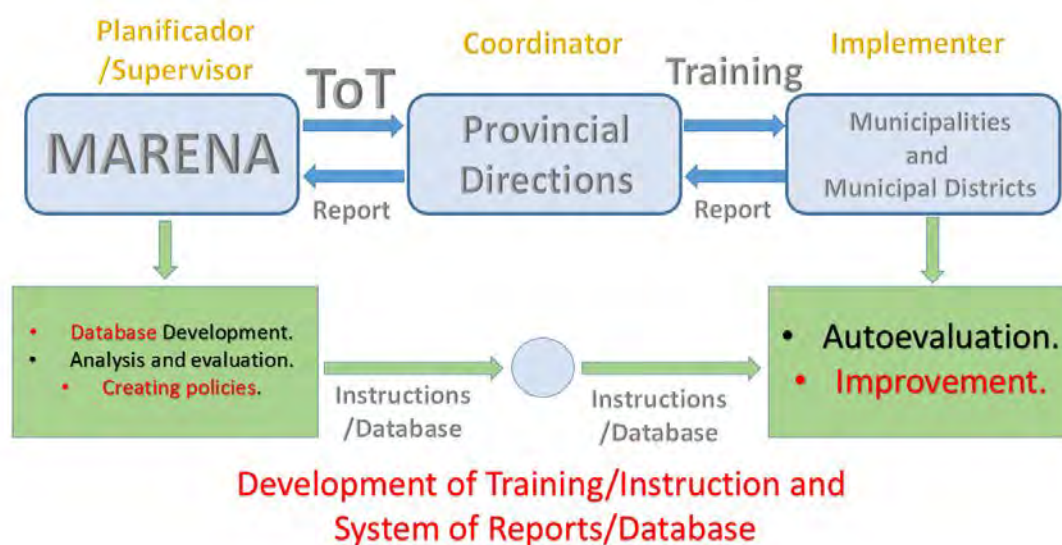 Planificador
/Supervisor
Coordinator
Implementer
ToT
Training
MARENA
Provincial
Directions
Municipalities
and
Municipal Districts
Report
Report
• Database Development.
• Analysis and evaluation.
• Creating policies.
Instructions
/Database
Instructions
/Database
• Autoevaluation.
• Improvement.
Development of Training/Instruction and
System of Reports/Database